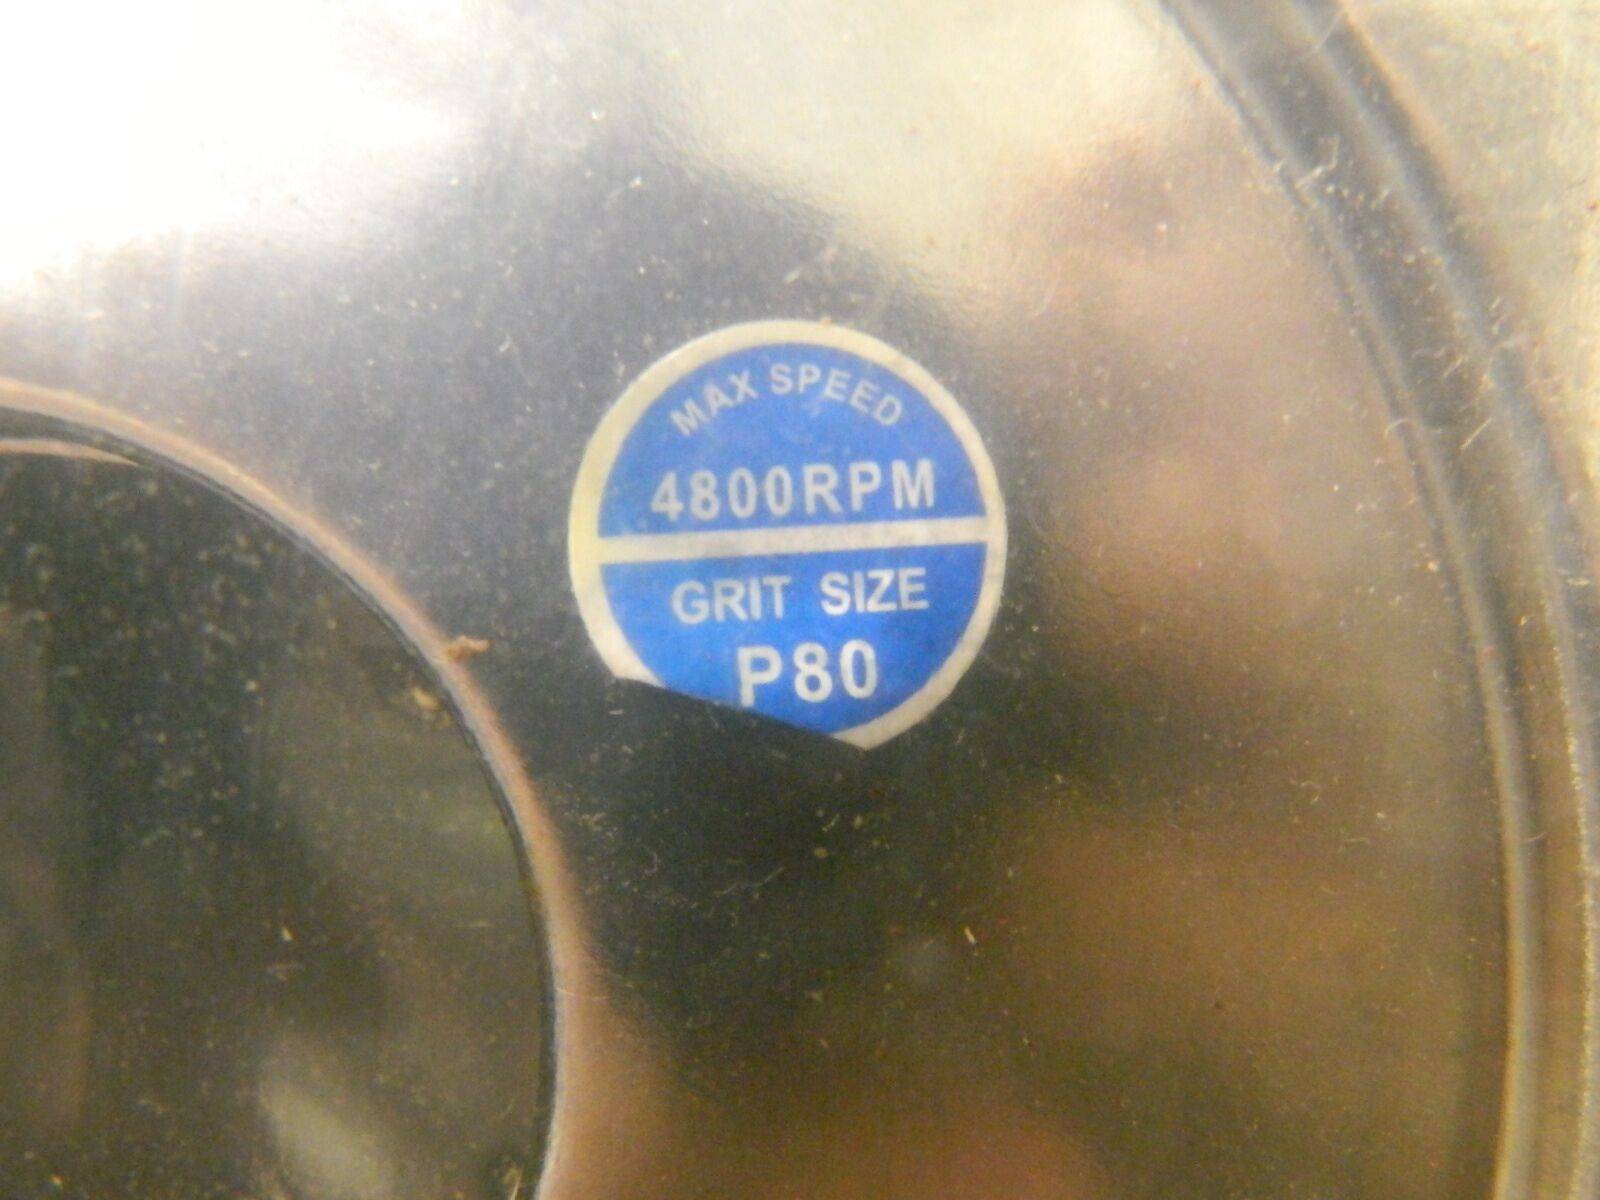 MAX SPEED
4800RPM
GRIT SIZE
P80